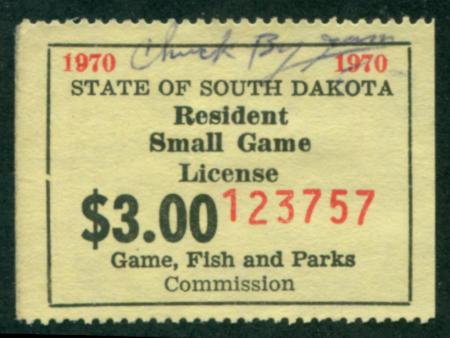 1970 Chuck By 1970
STATE OF SOUTH DAKOTA
Resident
Small Game
License
$3.00 123757
Game, Fish and Parks
Commission